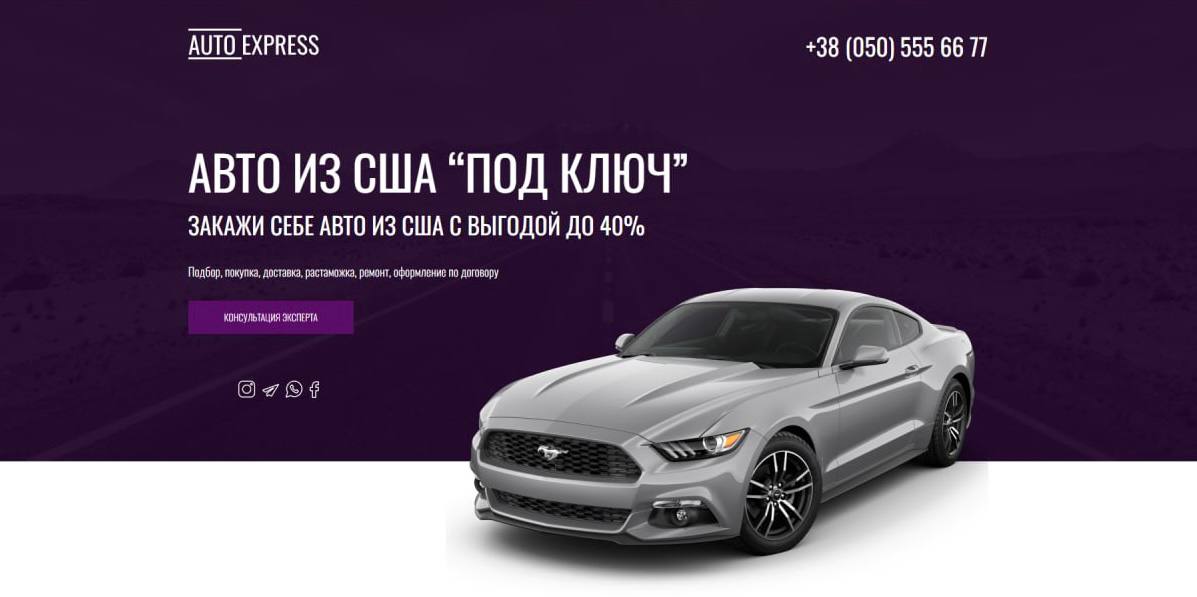 AUTO EXPRESS
+38 (050) 555 66 77
АВТО ИЗ США “ПОД КЛЮЧ”
ЗАКАЖИ СЕБЕ АВТО ИЗ США С ВЫГОДОЙ ДО 40%
Подбор, покупка, доставка, растаможка, ремонт, оформление по договору
КОНСУЛЬТАЦИЯ ЭКСПЕРТА